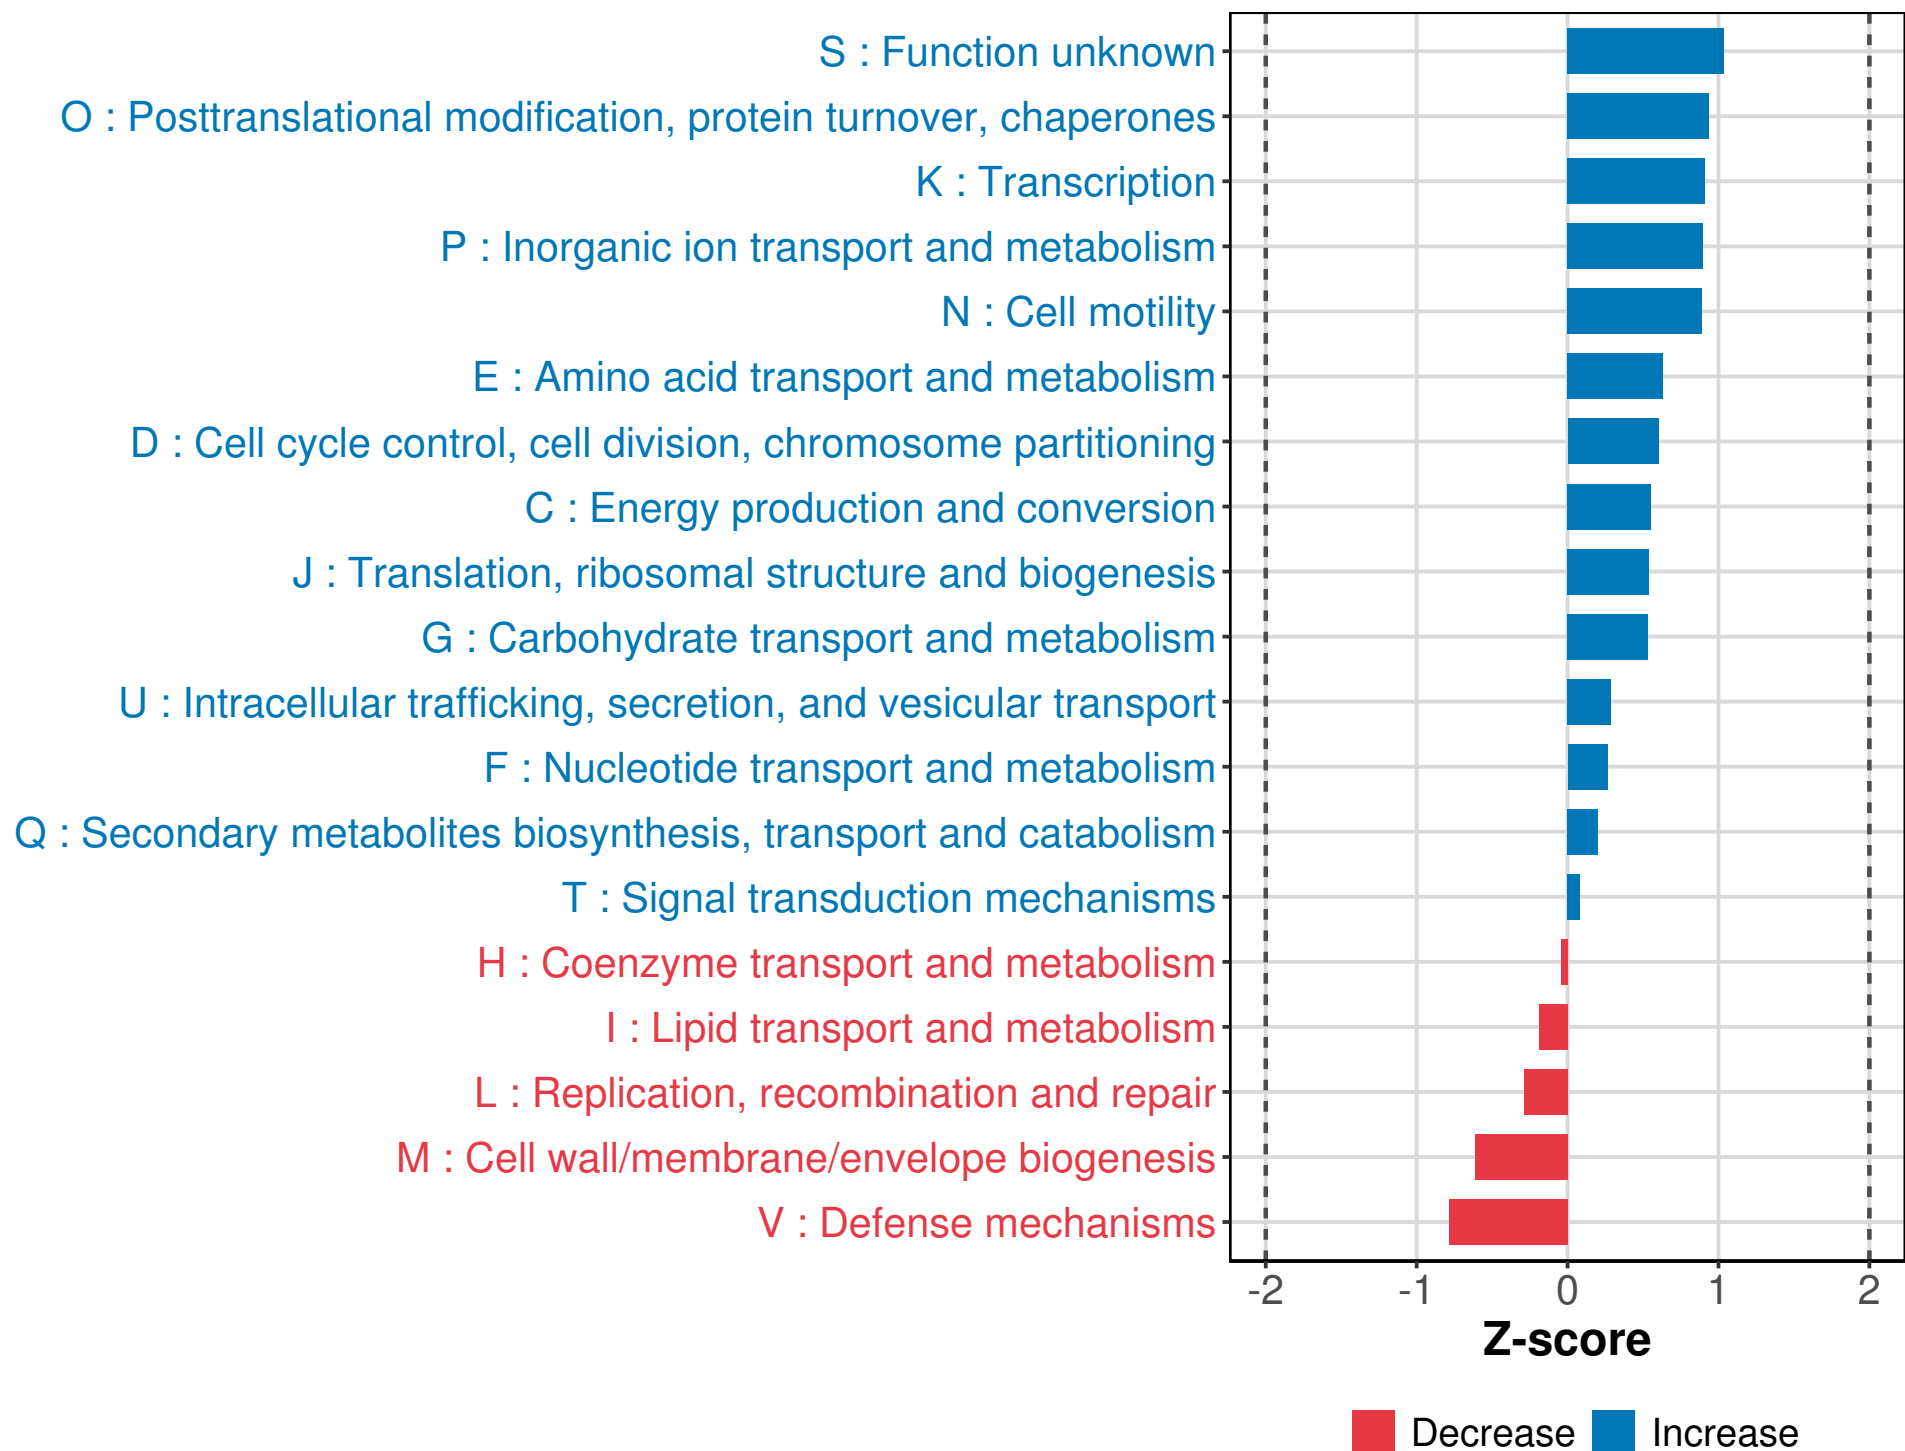 S : Function unknown
O : Posttranslational modification, protein turnover, chaperones
K : Transcription
P : Inorganic ion transport and metabolism
N : Cell motility
E : Amino acid transport and metabolism
D : Cell cycle control, cell division, chromosome partitioning
C : Energy production and conversion
J : Translation, ribosomal structure and biogenesis
G : Carbohydrate transport and metabolism
U : Intracellular trafficking, secretion, and vesicular transport
F : Nucleotide transport and metabolism
Q : Secondary metabolites biosynthesis, transport and catabolism
T : Signal transduction mechanisms
H : Coenzyme transport and metabolism
I : Lipid transport and metabolism
L : Replication, recombination and repair
M : Cell wall/membrane/envelope biogenesis
V : Defense mechanisms
-2 -1 0 1 2
Z-score
Decrease Increase